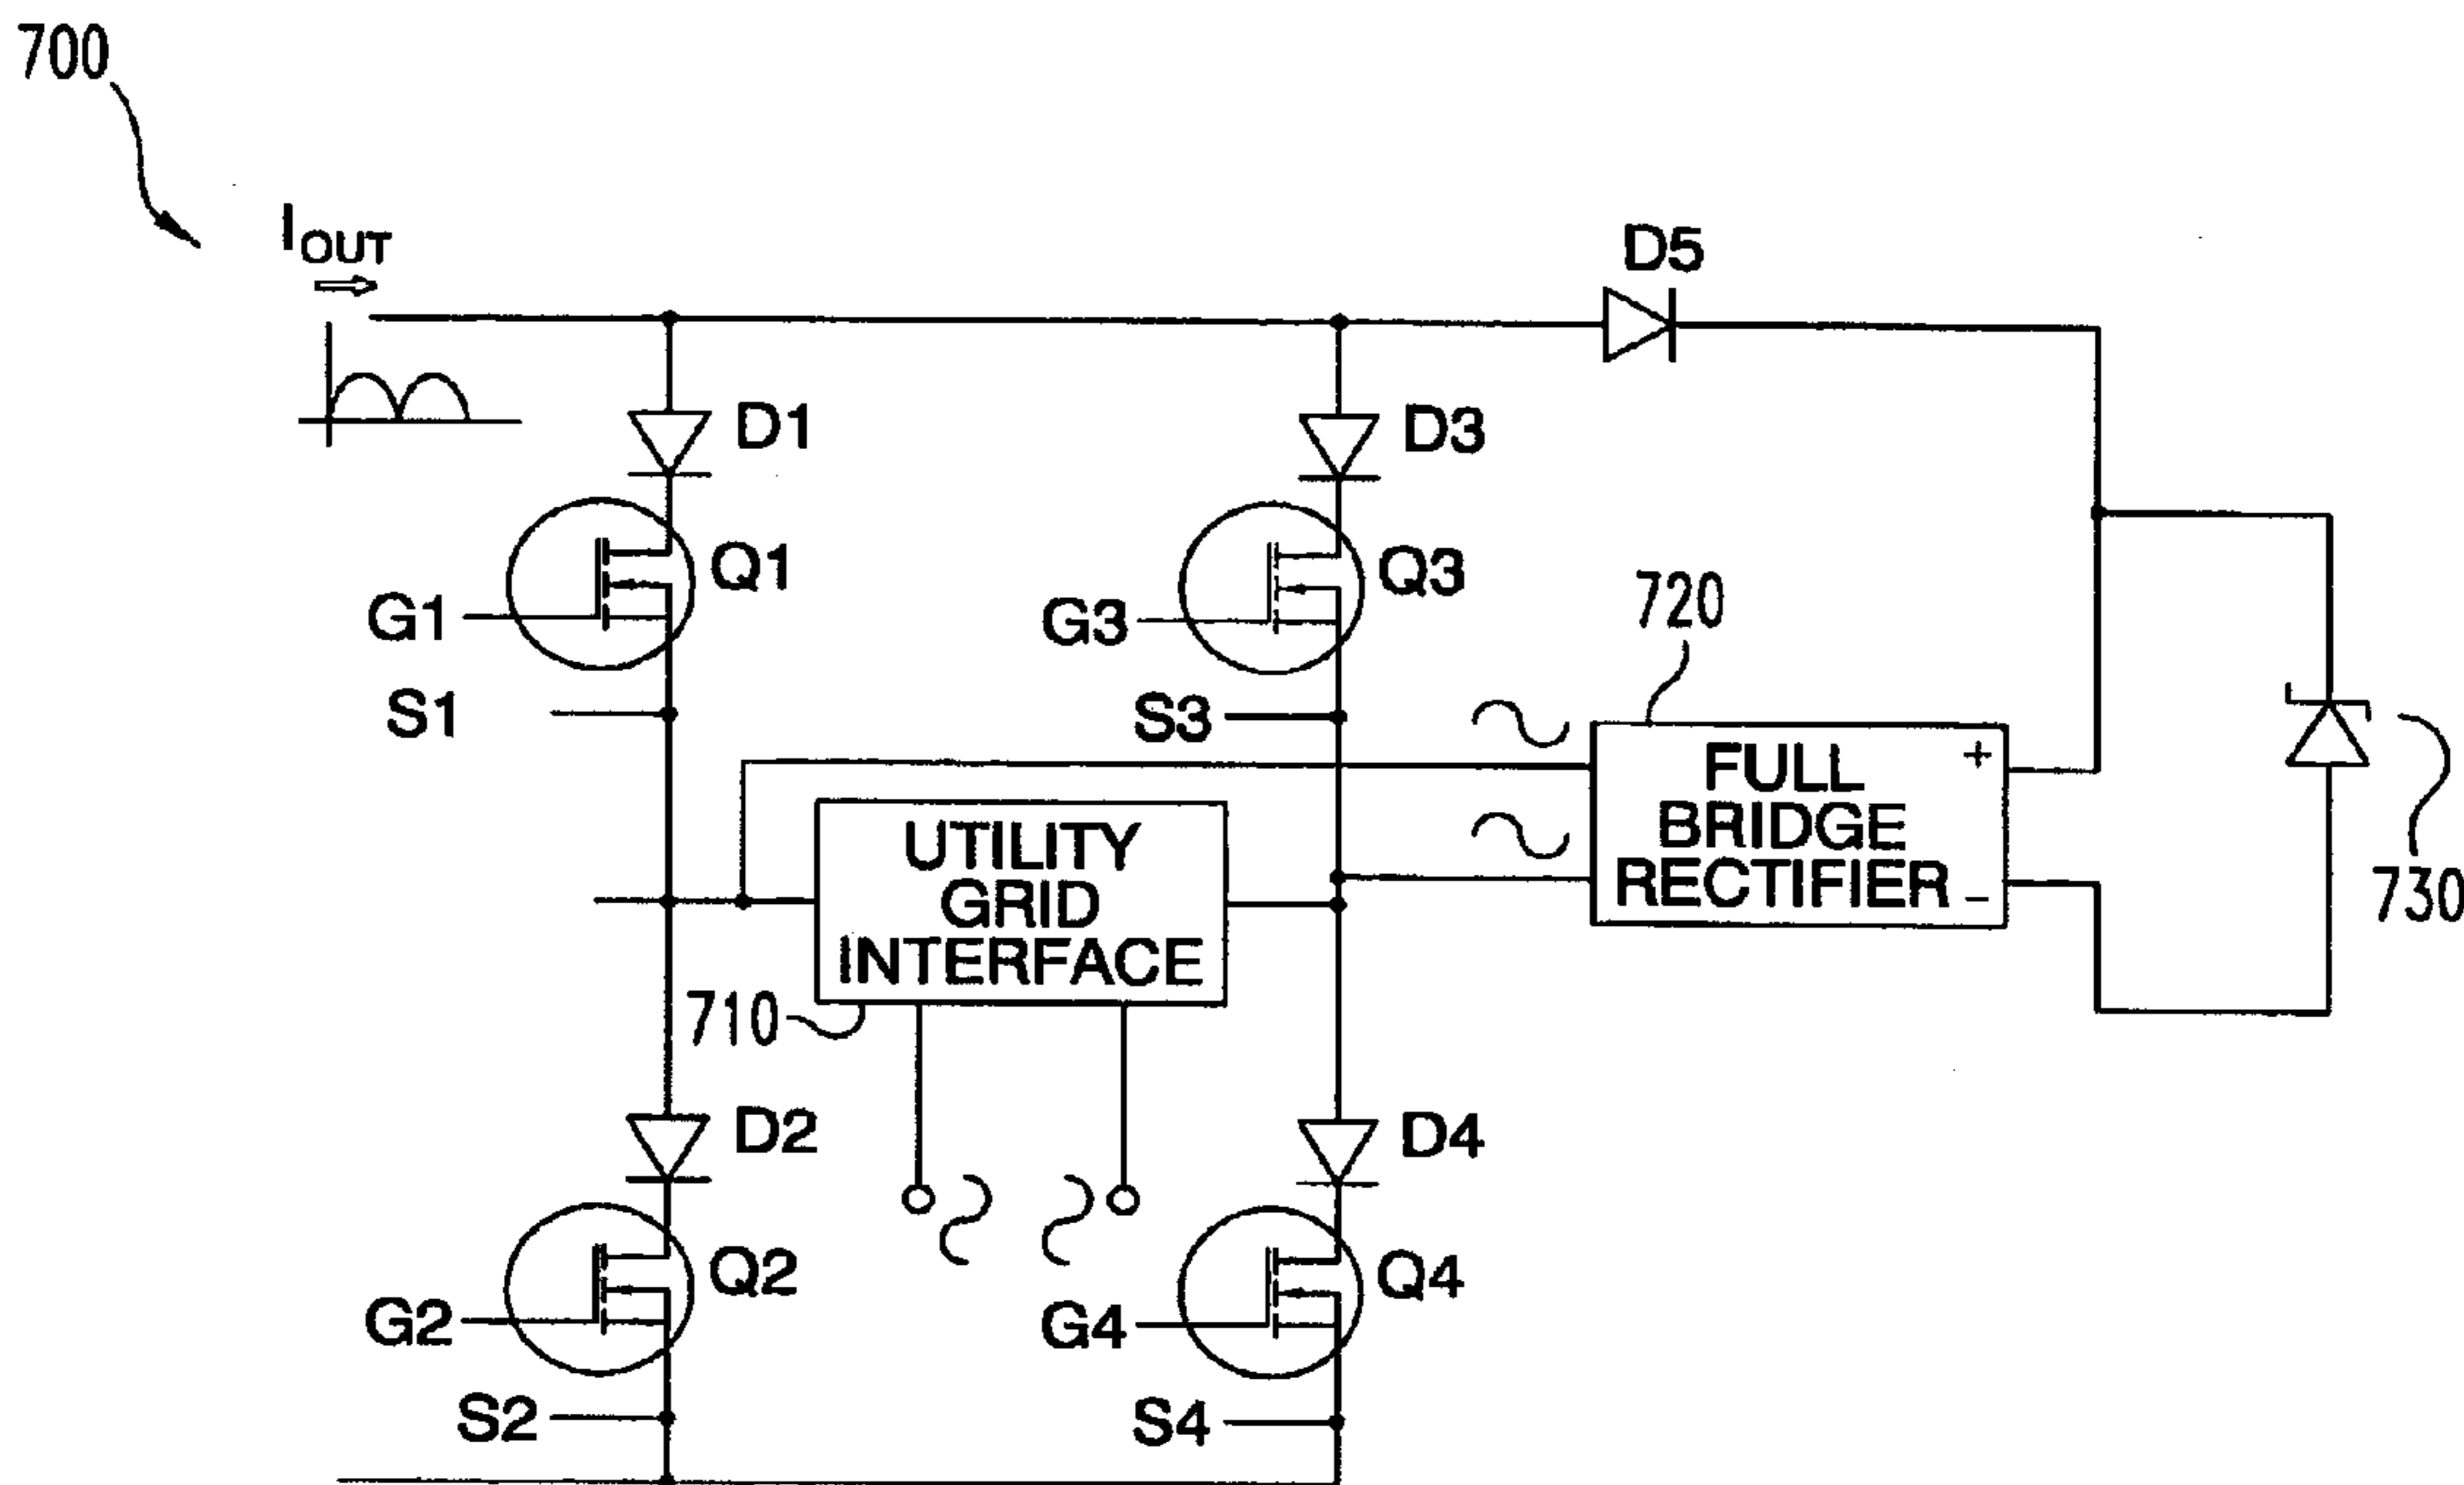 700
I_OUT
D5
D1
D3
Q1
Q3
G1
G3
720
S1
S3
FULL
BRIDGE
RECTIFIER
+
−
UTILITY
GRID
INTERFACE
730
710
D2
D4
Q2
Q4
G2
G4
S2
S4